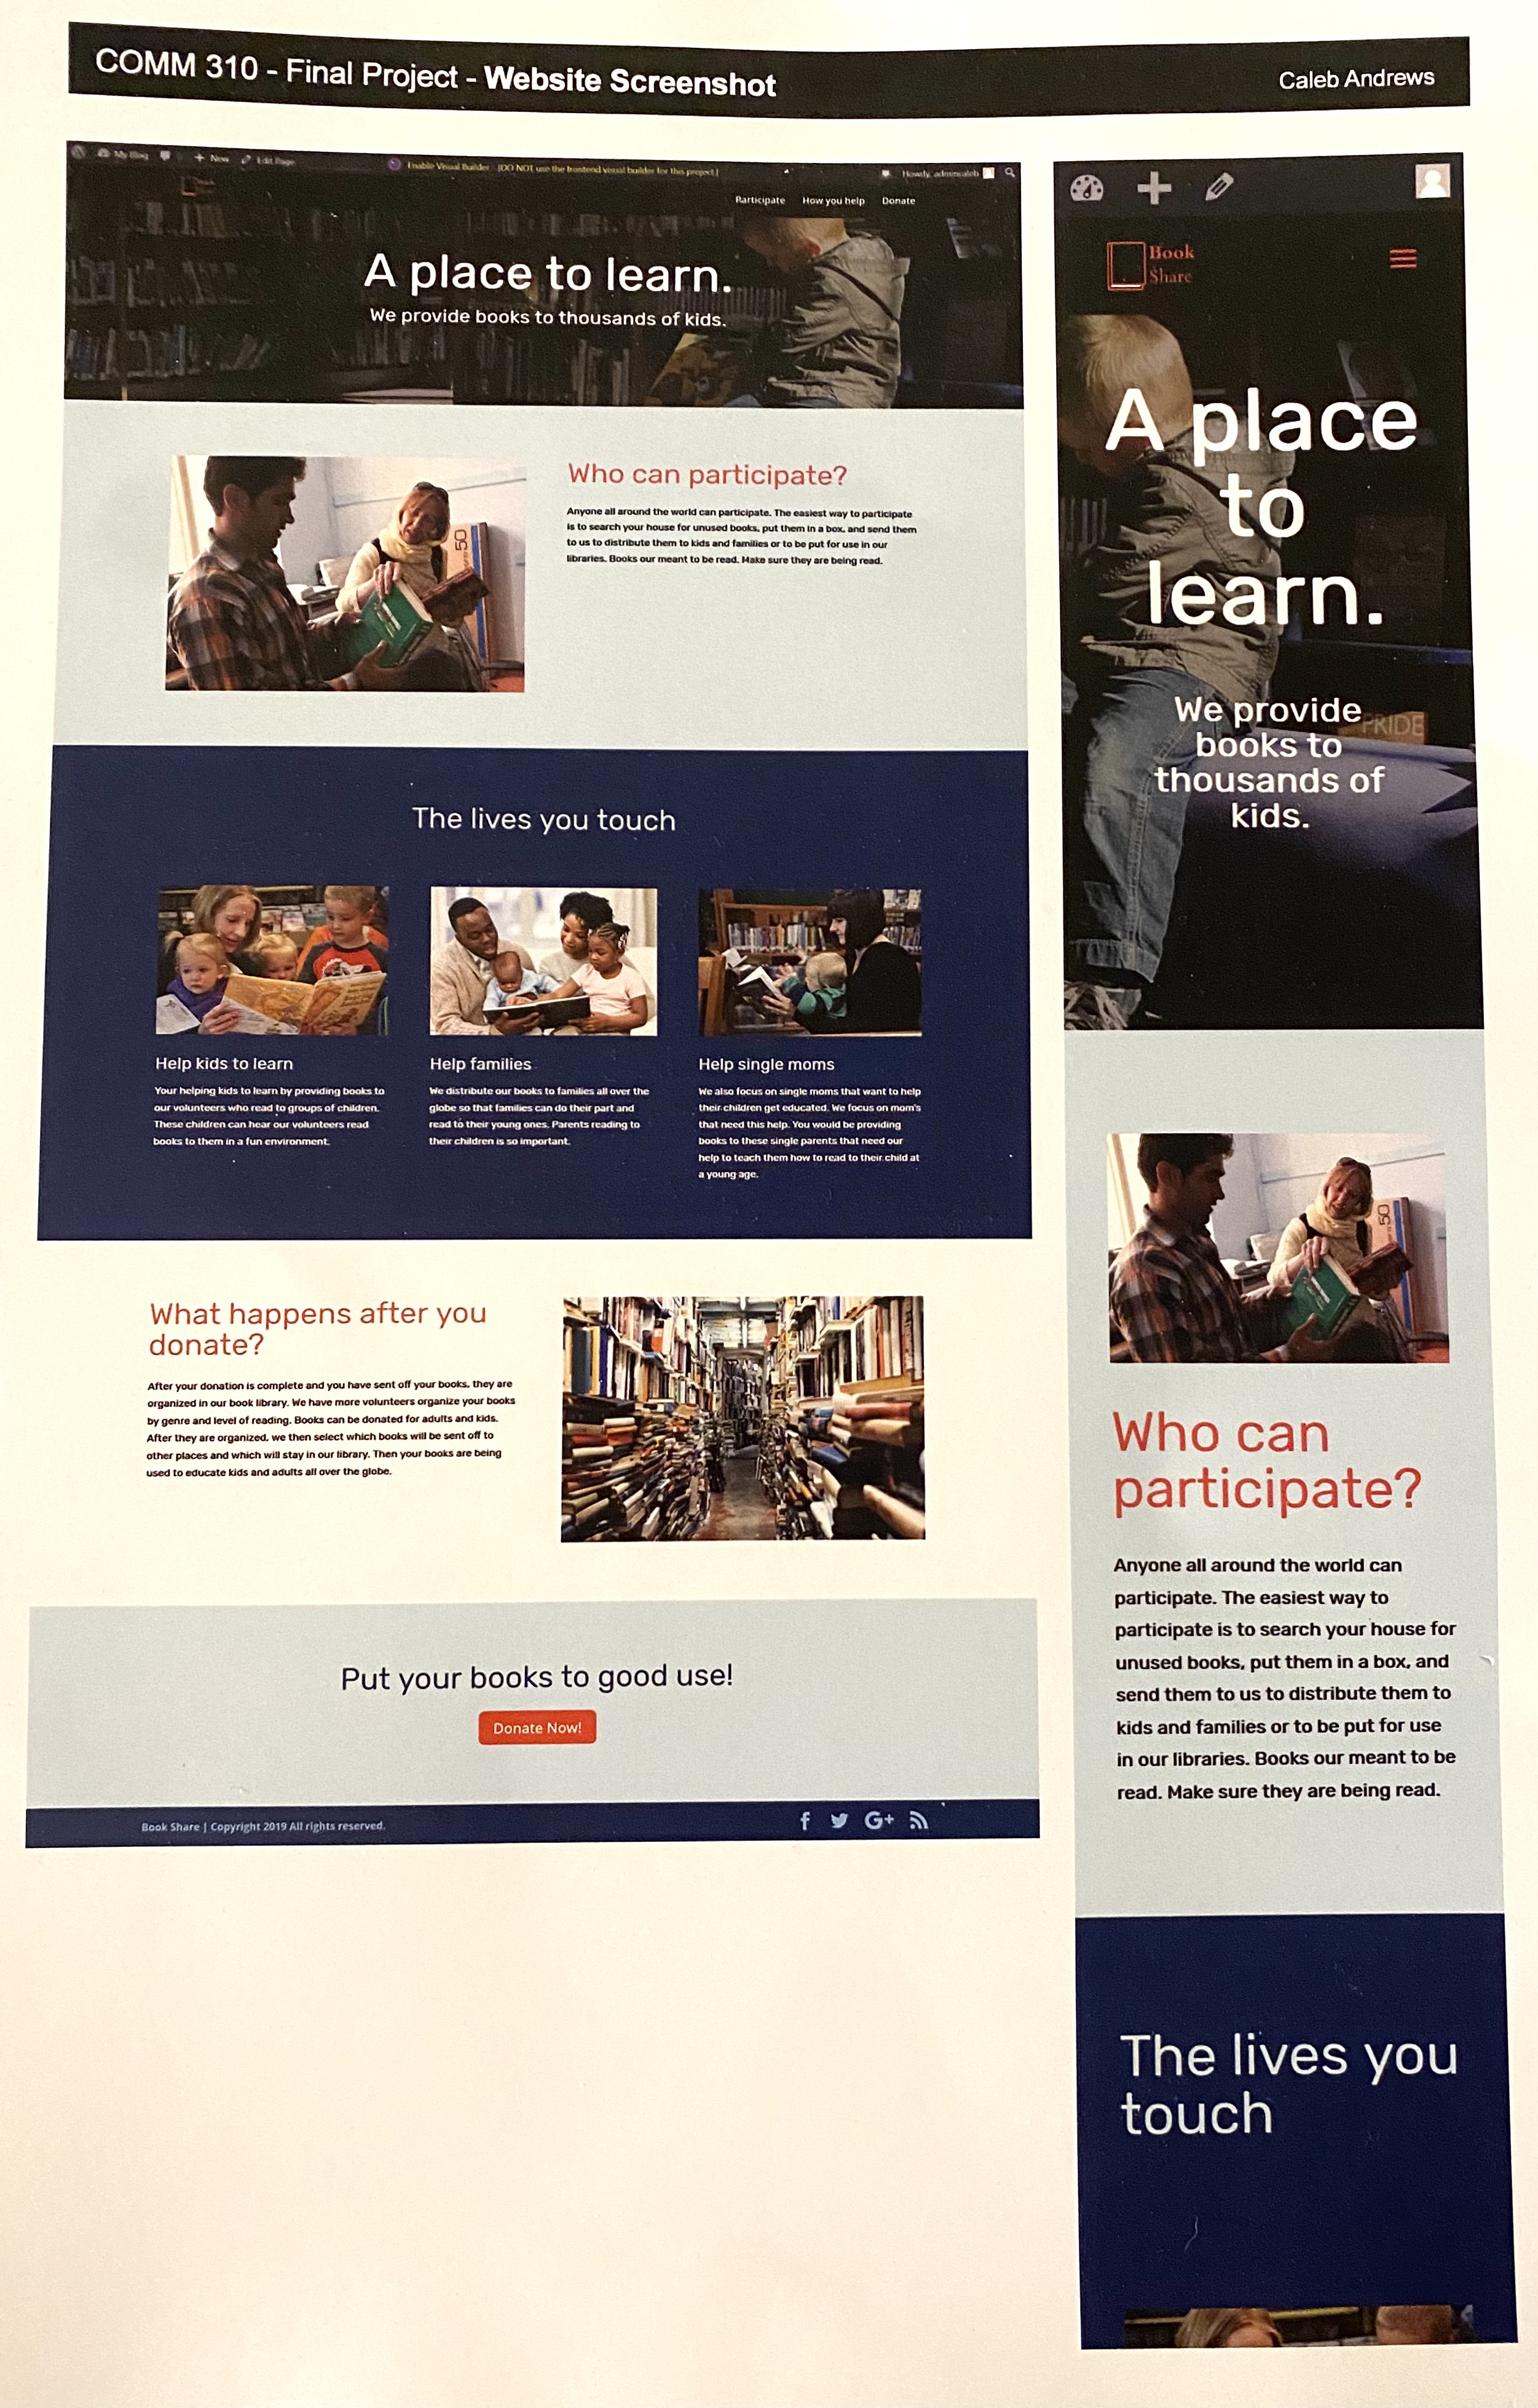 COMM 310 - Final Project - Website Screenshot
Caleb Andrews
My Blog
New
Edit Page
Enable Visual Builder
[DO NOT use the frontend visual builder for this project]
Howdy, admincaleb
Book
Participate
How you help
Donate
A place to learn.
We provide books to thousands of kids.
Who can participate?
Anyone all around the world can participate. The easiest way to participate
is to search your house for unused books, put them in a box, and send them
to us to distribute them to kids and families or to be put for use in our
libraries. Books our meant to be read. Make sure they are being read.
50
The lives you touch
Help kids to learn
Your helping kids to learn by providing books to
our volunteers who read to groups of children.
These children can hear our volunteers read
books to them in a fun environment.
Help families
We distribute our books to families all over the
globe so that families can do their part and
read to their young ones. Parents reading to
their children is so important.
Help single moms
We also focus on single moms that want to help
their children get educated. We focus on mom's
that need this help. You would be providing
books to these single parents that need our
help to teach them how to read to their child at
a young age.
What happens after you
donate?
After your donation is complete and you have sent off your books, they are
organized in our book library. We have more volunteers organize your books
by genre and level of reading. Books can be donated for adults and kids.
After they are organized, we then select which books will be sent off to
other places and which will stay in our library. Then your books are being
used to educate kids and adults all over the globe.
Put your books to good use!
Donate Now!
Book Share | Copyright 2019 All rights reserved.
G+
Book
Share
A place
to
learn.
We provide
books to
thousands of
kids.
PRIDE
50
Who can
participate?
Anyone all around the world can
participate. The easiest way to
participate is to search your house for
unused books, put them in a box, and
send them to us to distribute them to
kids and families or to be put for use
in our libraries. Books our meant to be
read. Make sure they are being read.
The lives you
touch